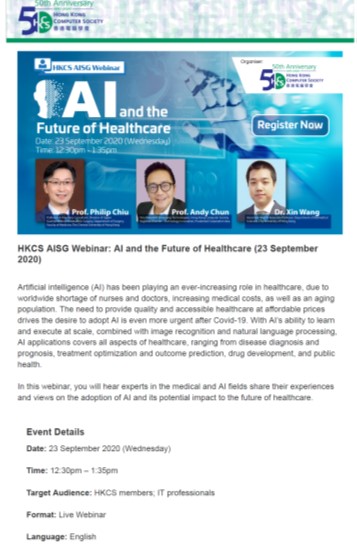 50th Anniversary
HONG KONG
COMPUTER SOCIETY
香港電腦學會
HKCS AISG Webinar
Organiser:
50th Anniversary
HONG KONG
COMPUTER SOCIETY
香港電腦學會
AI and the
Future of Healthcare
Date: 23 September 2020 (Wednesday)
Time: 12:30pm - 1:35pm
Register Now
Prof. Philip Chiu
Prof. Andy Chun
Dr. Xin Wang
HKCS AISG Webinar: AI and the Future of Healthcare (23 September
2020)
Artificial intelligence (AI) has been playing an ever-increasing role in healthcare, due to
worldwide shortage of nurses and doctors, increasing medical costs, as well as an aging
population. The need to provide quality and accessible healthcare at affordable prices
drives the desire to adopt AI is even more urgent after Covid-19. With AI's ability to learn
and execute at scale, combined with image recognition and natural language processing,
AI applications covers all aspects of healthcare, ranging from disease diagnosis and
prognosis, treatment optimization and outcome prediction, drug development, and public
health.
In this webinar, you will hear experts in the medical and AI fields share their experiences
and views on the adoption of AI and its potential impact to the future of healthcare.
Event Details
Date: 23 September 2020 (Wednesday)
Time: 12:30pm – 1:35pm
Target Audience: HKCS members; IT professionals
Format: Live Webinar
Language: English